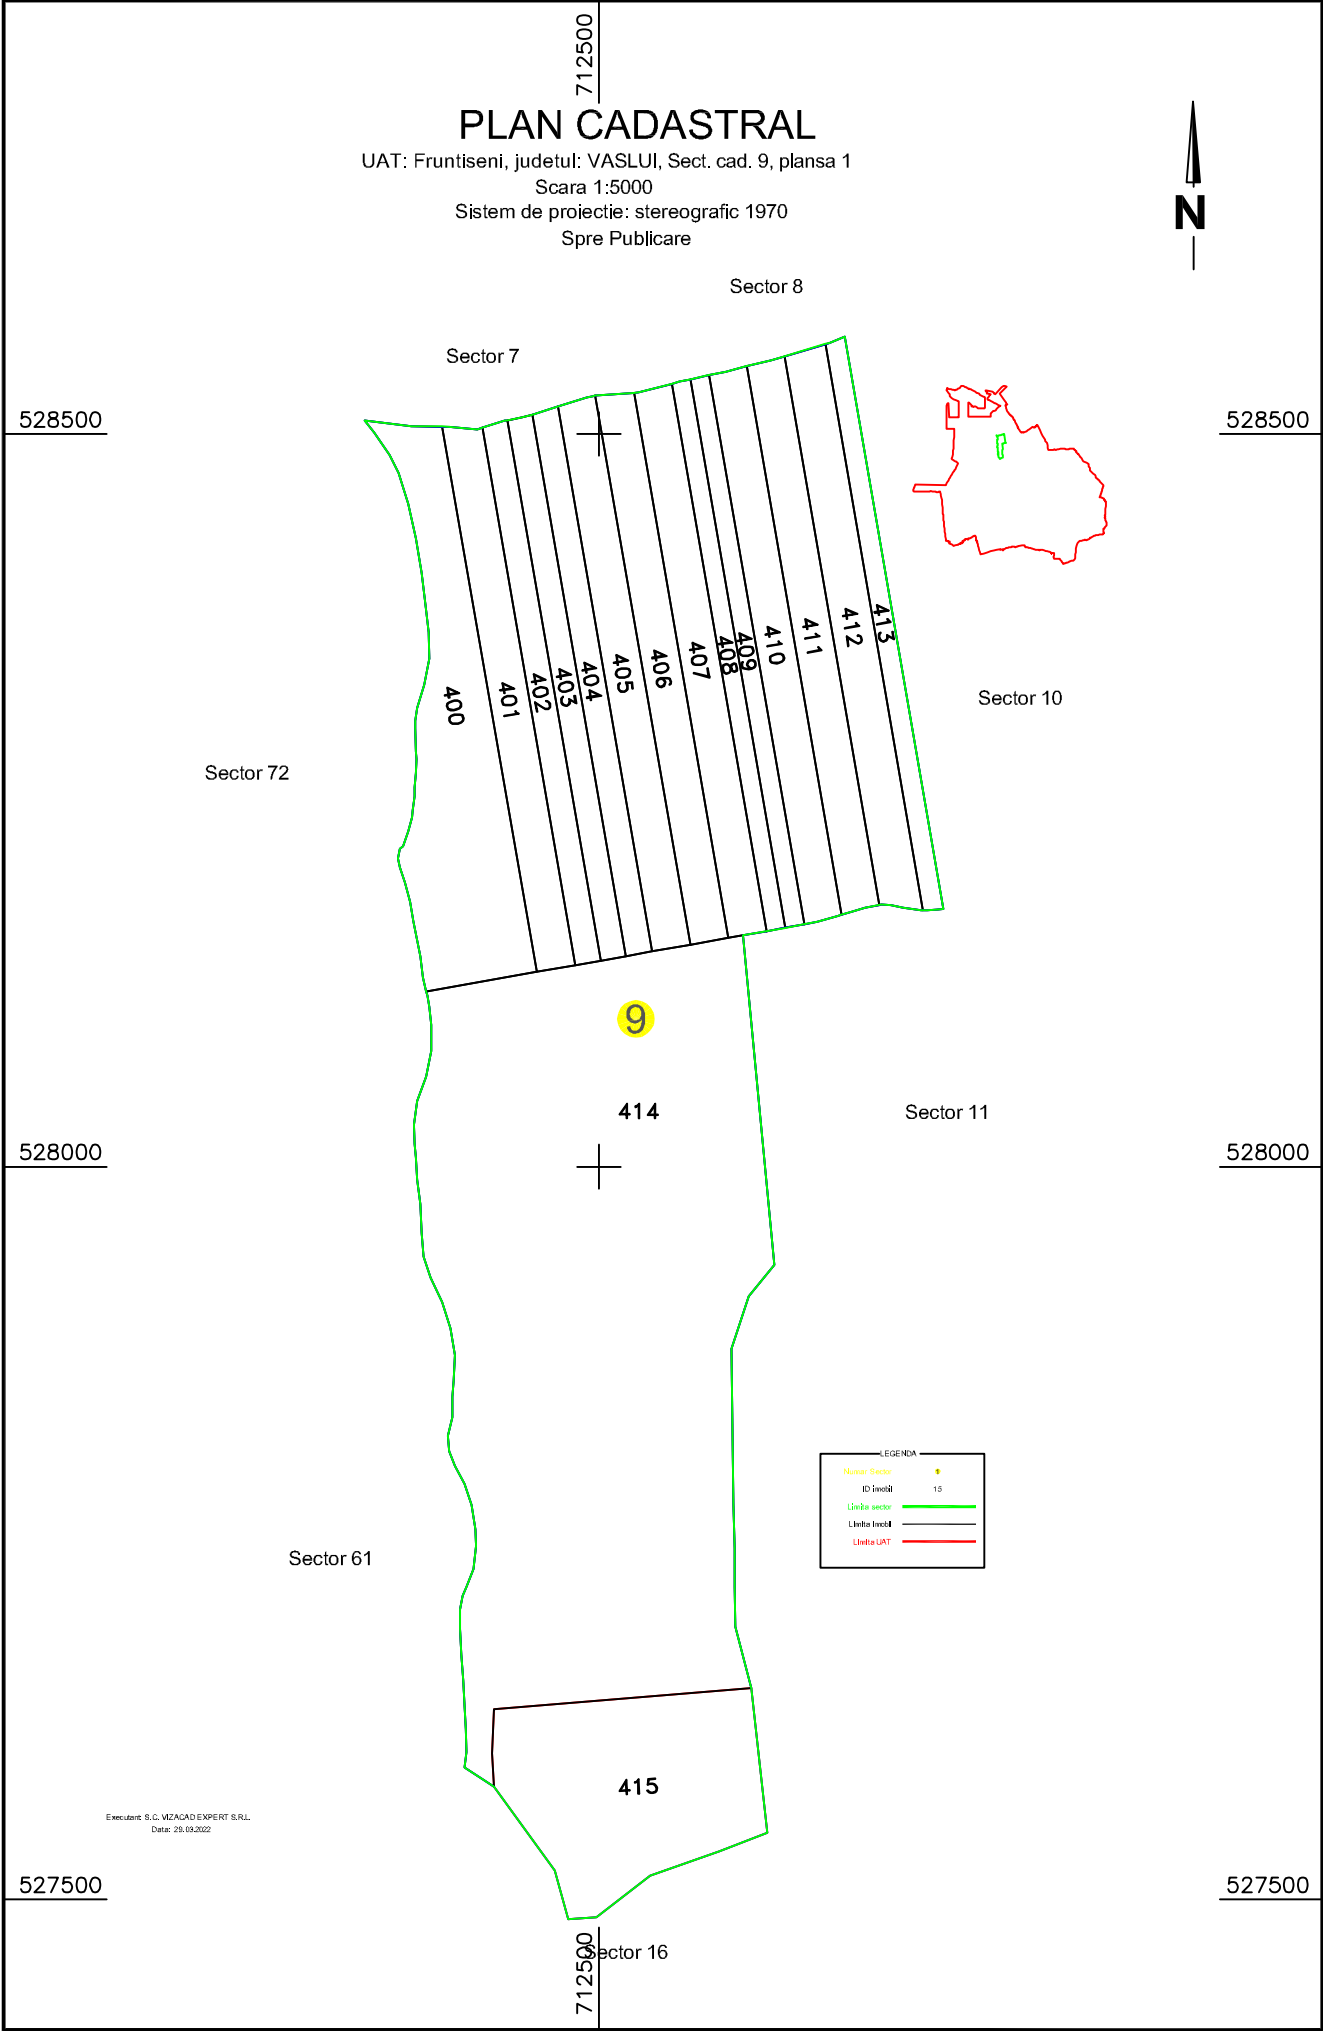 712500
PLAN CADASTRAL
UAT: Fruntiseni, judetul: VASLUI, Sect. cad. 9, plansa 1
Scara 1:5000
Sistem de proiectie: stereografic 1970
Spre Publicare
N
Sector 8
Sector 7
528500
528500
400
401
402
403
404
405
406
407
408
409
410
411
412
413
Sector 10
Sector 72
9
414
Sector 11
528000
528000
LEGENDA
Numar Sector 1
ID imobil 15
Limita sector
Limita Imobil
Limita UAT
Sector 61
415
Executant: S.C. VIZACAD EXPERT S.R.L.
Data: 29.03.2022
527500
527500
712500
Sector 16